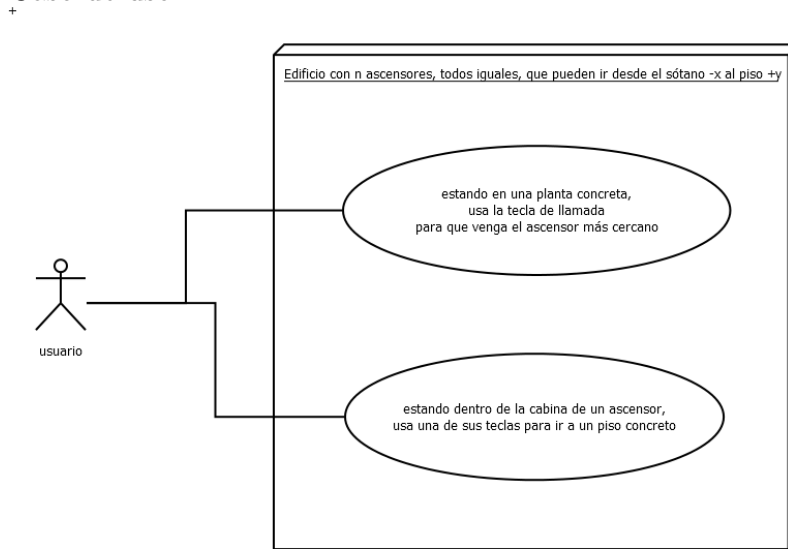 +
Edificio con n ascensores, todos iguales, que pueden ir desde el sótano -x al piso +y
estando en una planta concreta,
usa la tecla de llamada
para que venga el ascensor más cercano
usuario
estando dentro de la cabina de un ascensor,
usa una de sus teclas para ir a un piso concreto